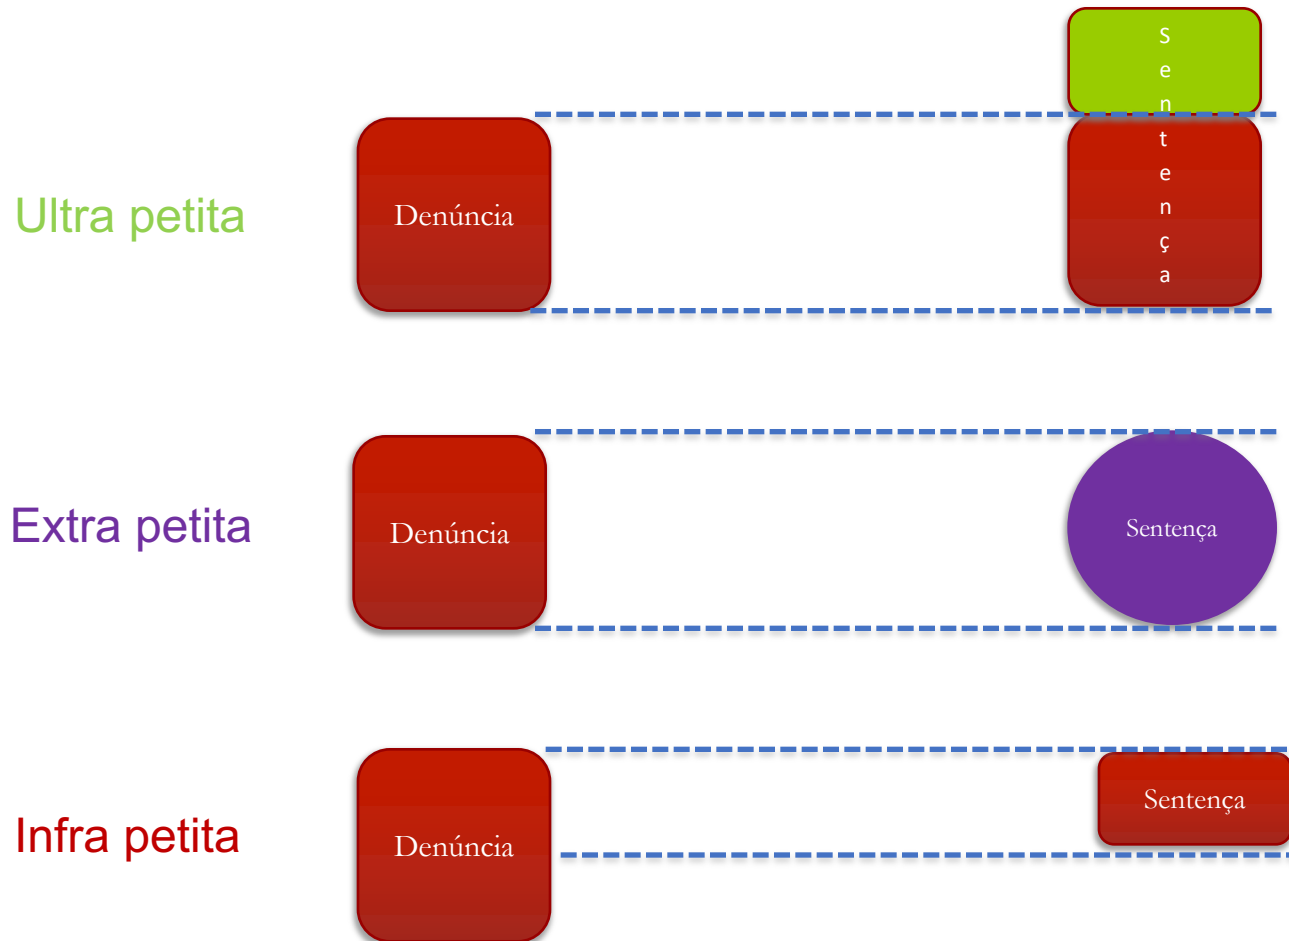 Ultra petita
Denúncia
S
e
n
t
e
n
ç
a
Extra petita
Denúncia
Sentença
Infra petita
Denúncia
Sentença